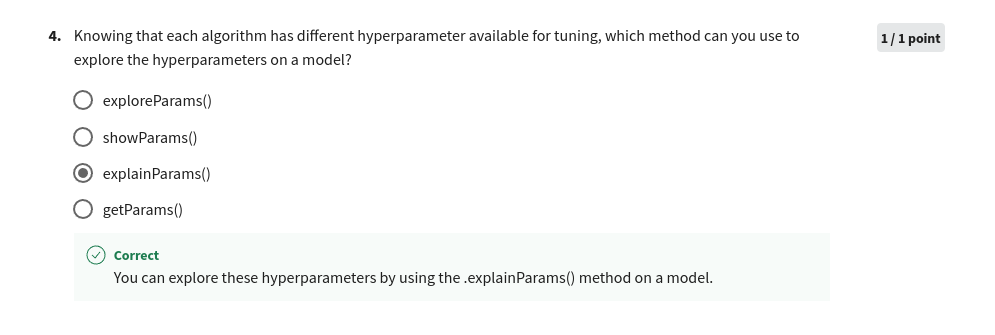 4. Knowing that each algorithm has different hyperparameter available for tuning, which method can you use to
1 / 1 point
explore the hyperparameters on a model?
exploreParams()
showParams()
explainParams()
getParams()
Correct
You can explore these hyperparameters by using the .explainParams() method on a model.